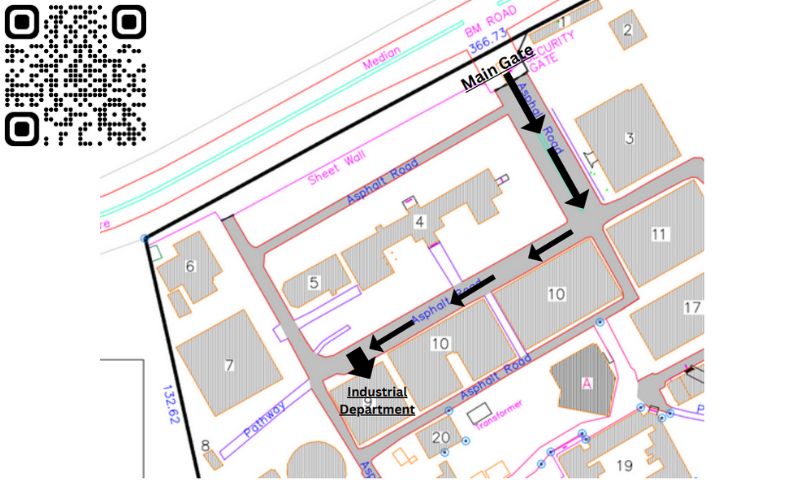 BM ROAD
366.73
Median
1
2
SECURITY
GATE
Main Gate
Asphalt Road
3
Sheet Wall
Asphalt Road
re
4
6
5
11
10
17
Asphalt Road
10
7
Asphalt Road
A
9
Industrial
Department
132.62
Pathway
Transformer
20
8
19